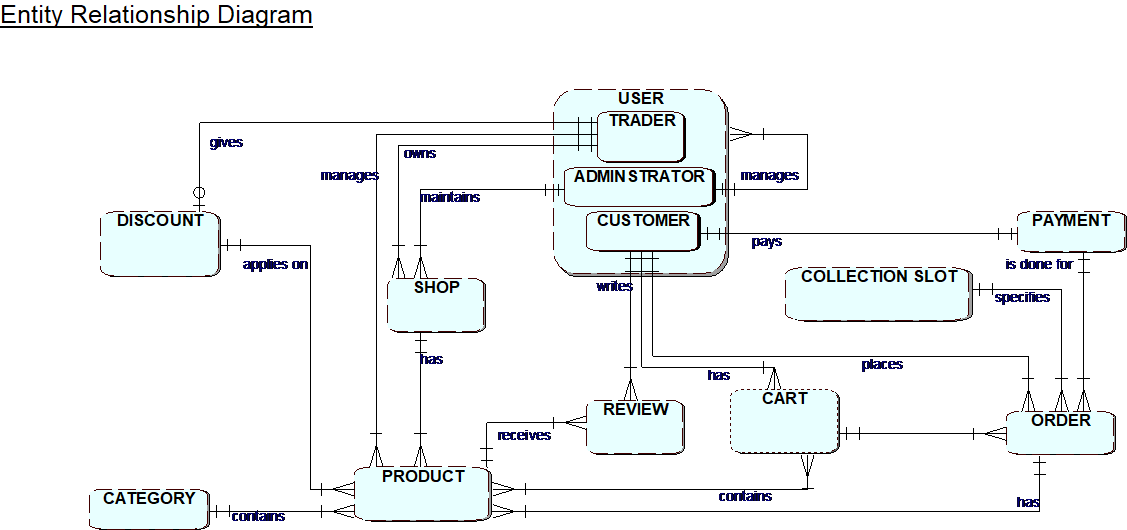 Entity Relationship Diagram
USER
TRADER
gives
owns
manages
manages
ADMINSTRATOR
maintains
DISCOUNT
CUSTOMER
PAYMENT
pays
applies on
is done for
COLLECTION SLOT
SHOP
writes
specifies
has
places
has
CART
REVIEW
ORDER
receives
PRODUCT
CATEGORY
contains
has
contains